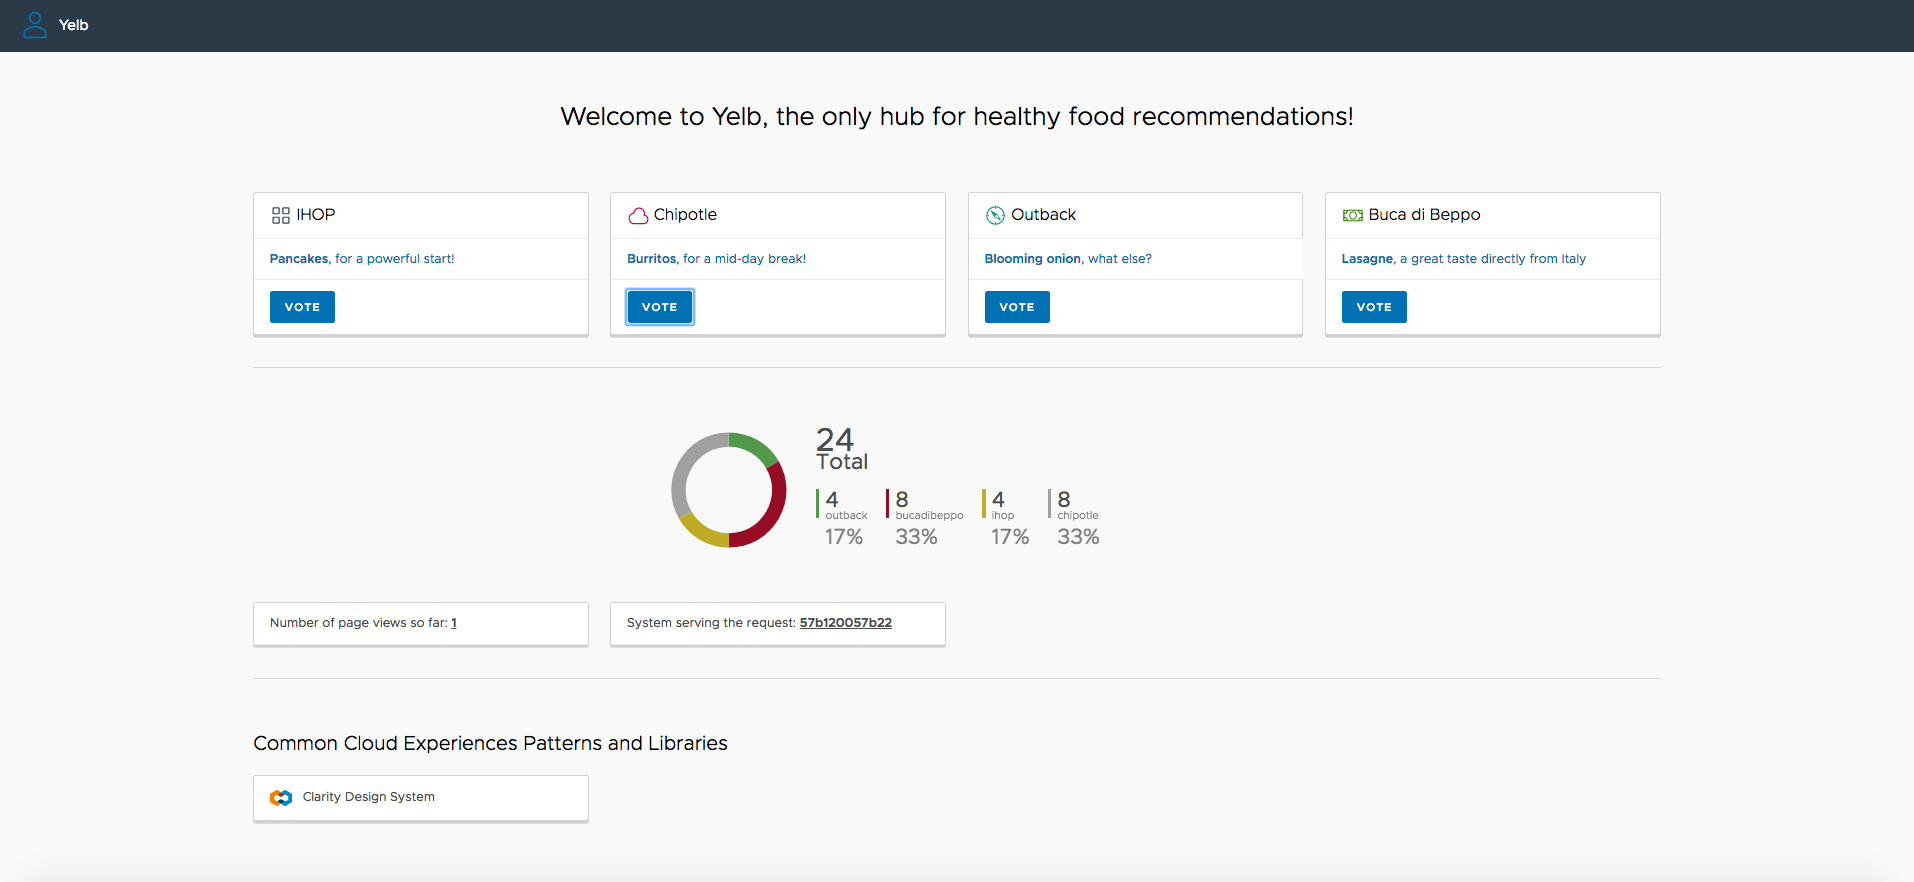 Yelb
Welcome to Yelb, the only hub for healthy food recommendations!
IHOP
Pancakes, for a powerful start!
VOTE
Chipotle
Burritos, for a mid-day break!
VOTE
Outback
Blooming onion, what else?
VOTE
Buca di Beppo
Lasagne, a great taste directly from Italy
VOTE
24
Total
4
outback
17%
8
bucadibeppo
33%
4
ihop
17%
8
chipotle
33%
Number of page views so far: 1
System serving the request: 57b120057b22
Common Cloud Experiences Patterns and Libraries
Clarity Design System